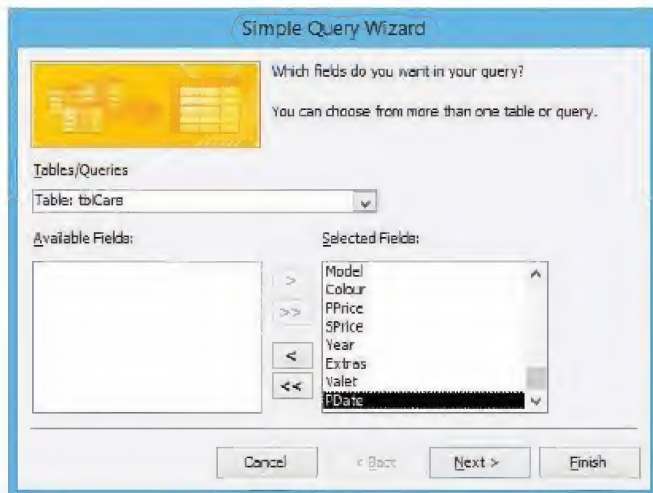 Simple Query Wizard
Which fields do you want in your query?
You can choose from more than one table or query.
Tables/Queries
Table: tblCars
Available Fields:
Selected Fields:
>
>>
<
<<
Model
Colour
PPrice
SPrice
Year
Extras
Valet
PDate
Cancel
< Back
Next >
Finish